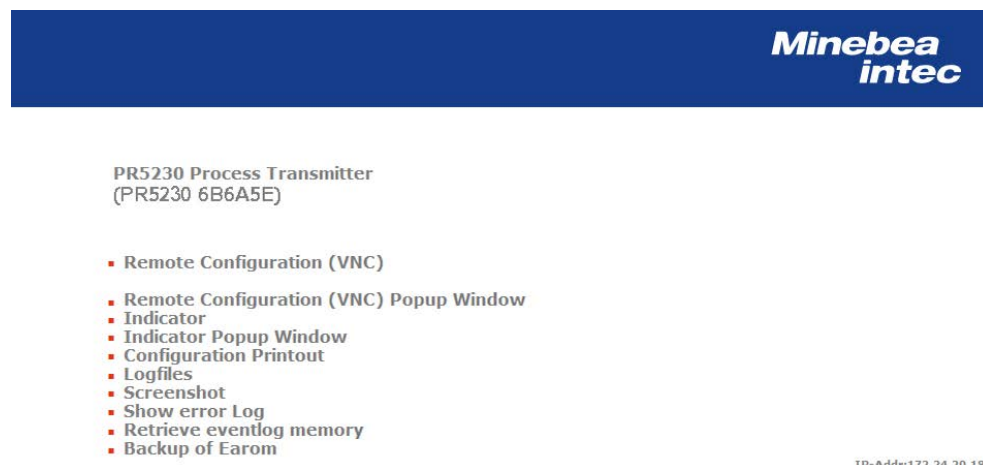 Minebea
intec
PR5230 Process Transmitter
(PR5230 6B6A5E)
Remote Configuration (VNC)
Remote Configuration (VNC) Popup Window
Indicator
Indicator Popup Window
Configuration Printout
Logfiles
Screenshot
Show error Log
Retrieve eventlog memory
Backup of Earom